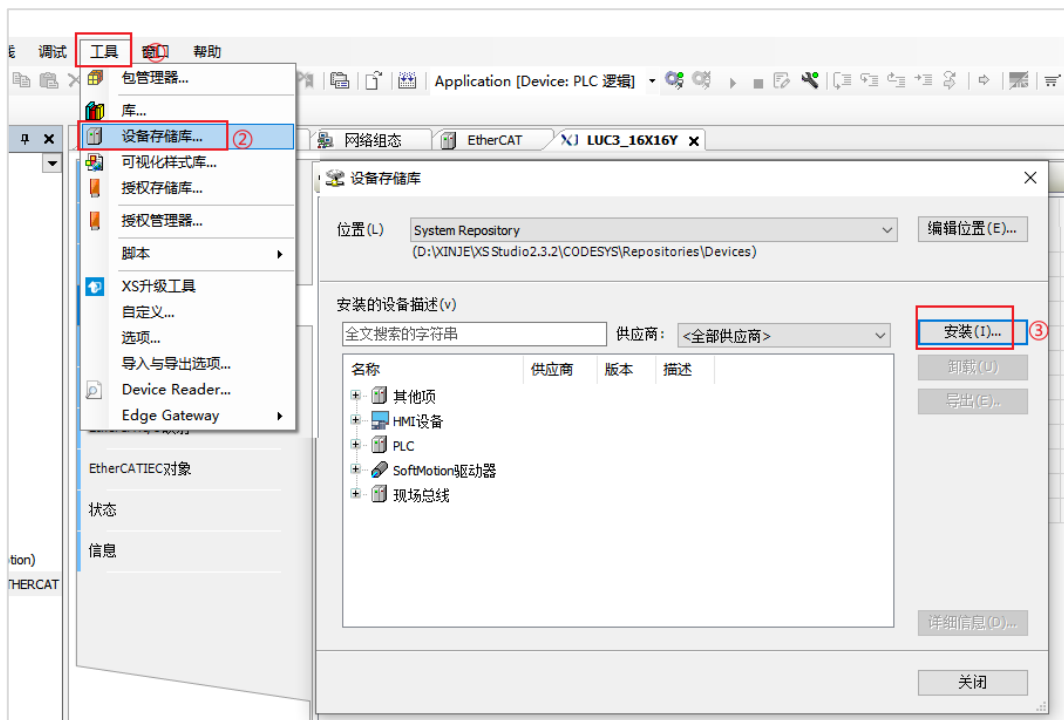 调试 工具 ① 窗口 帮助
Application [Device: PLC 逻辑]
包管理器...
库...
设备存储库... ②
可视化样式库...
授权存储库...
授权管理器...
脚本
XS升级工具
自定义...
选项...
导入与导出选项...
Device Reader...
Edge Gateway
网络组态 EtherCAT LUC3_16X16Y
EtherCATIEC对象
状态
信息
tion)
THERCAT
设备存储库
位置(L) System Repository 编辑位置(E)...
(D:\XINJE\XS Studio2.3.2\CODESYS\Repositories\Devices)
安装的设备描述(v)
全文搜索的字符串 供应商: <全部供应商> 安装(I)... ③
名称 供应商 版本 描述 卸载(U)
其他项 导出(E)..
HMI设备
PLC
SoftMotion驱动器
现场总线
详细信息(D)...
关闭